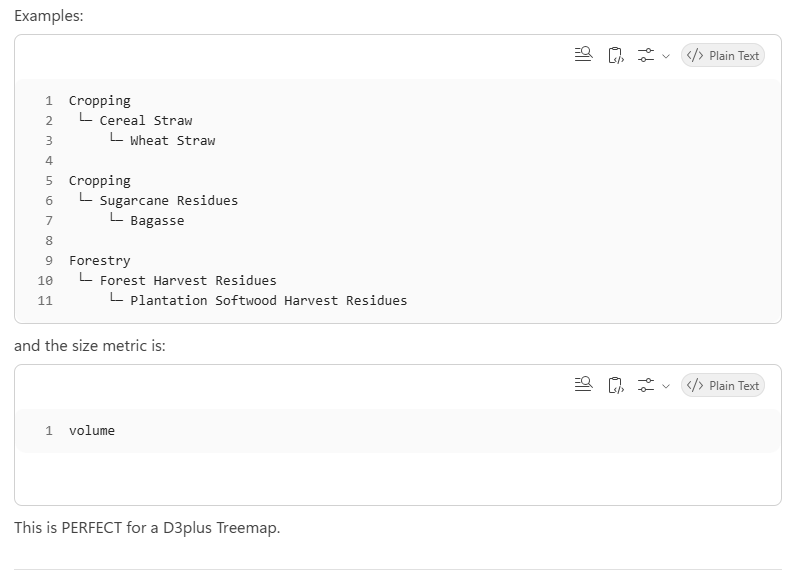 Examples:
</> Plain Text
1 Cropping
2 └─ Cereal Straw
3 └─ Wheat Straw
4
5 Cropping
6 └─ Sugarcane Residues
7 └─ Bagasse
8
9 Forestry
10 └─ Forest Harvest Residues
11 └─ Plantation Softwood Harvest Residues
and the size metric is:
</> Plain Text
1 volume
This is PERFECT for a D3plus Treemap.